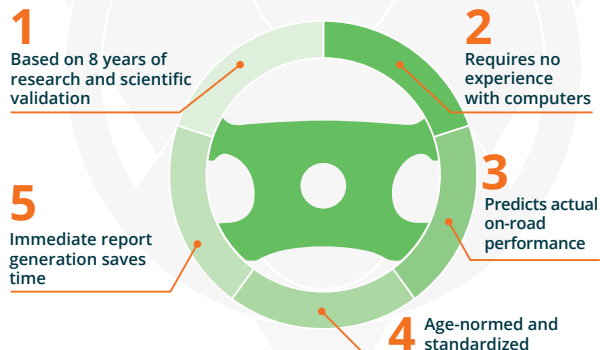 1
Based on 8 years of
research and scientific
validation
2
Requires no
experience
with computers
3
Predicts actual
on-road
performance
4
Age-normed and
standardized
5
Immediate report
generation saves
time